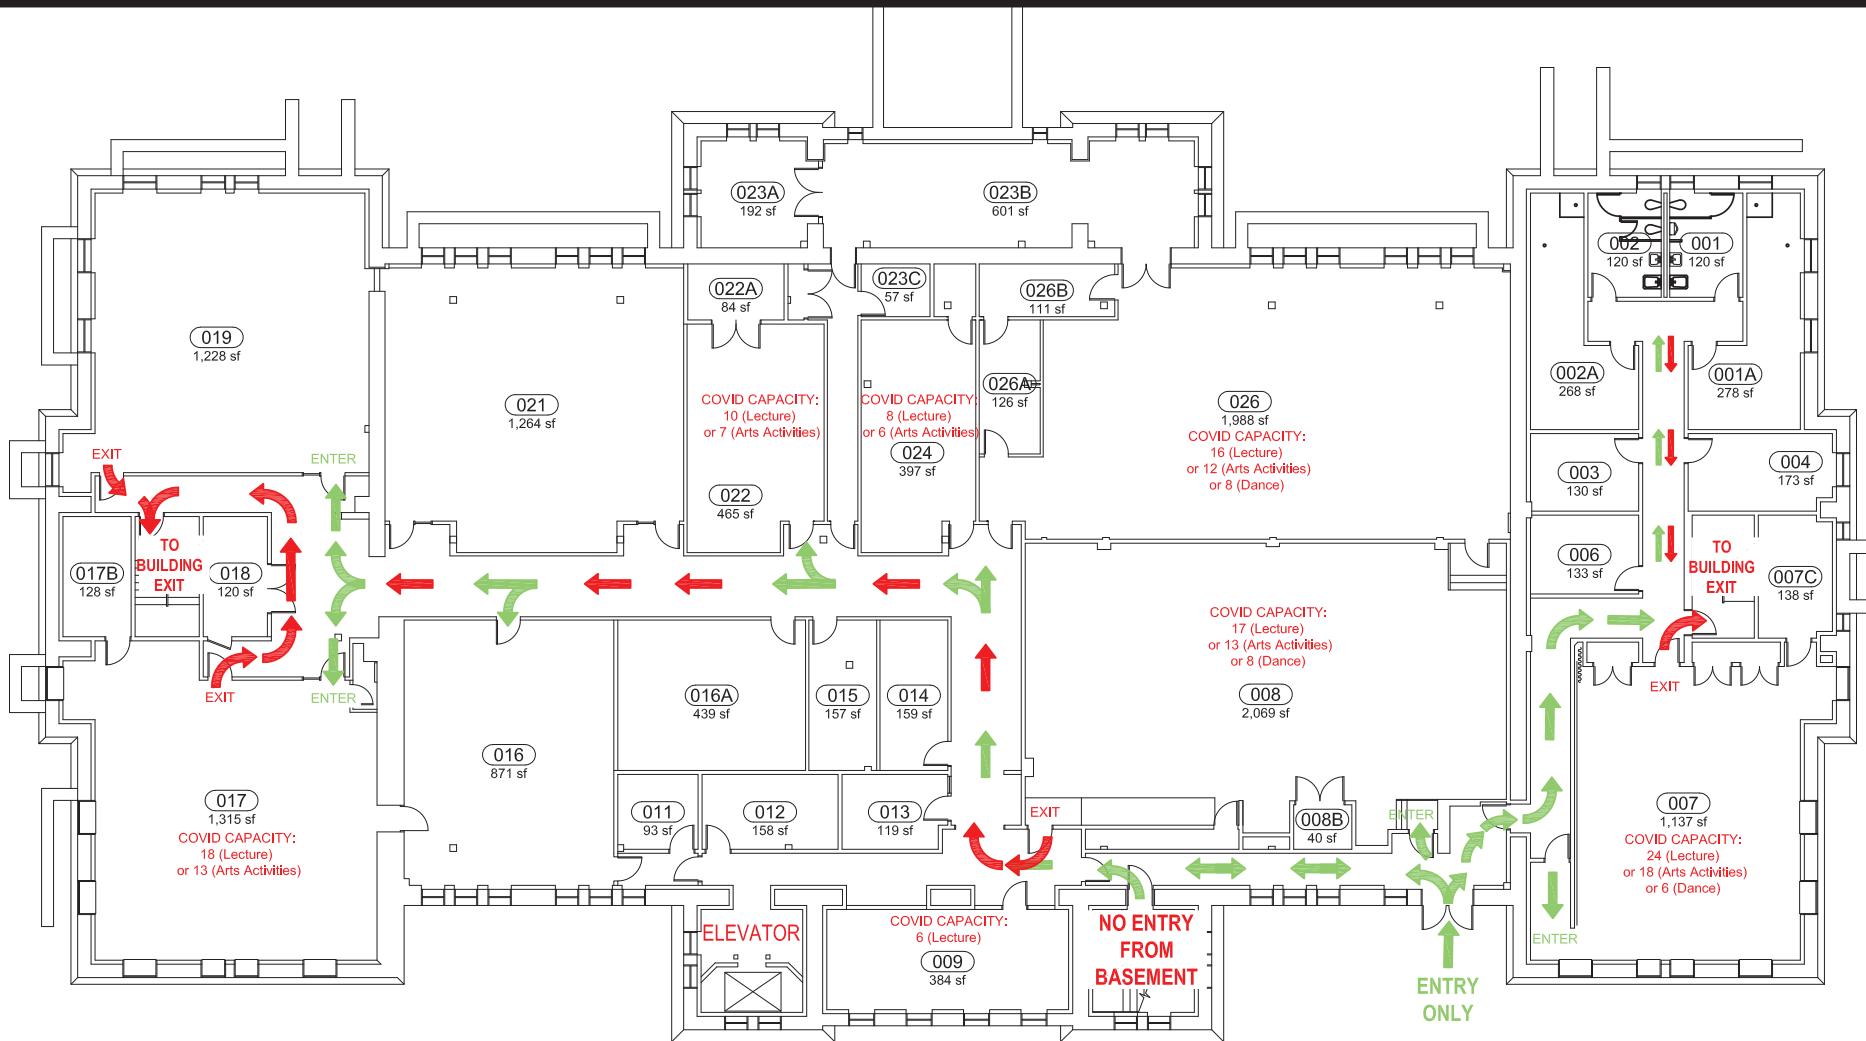 023A
192 sf
023B
601 sf
002
120 sf
001
120 sf
022A
84 sf
023C
57 sf
026B
111 sf
019
1,228 sf
021
1,264 sf
COVID CAPACITY:
10 (Lecture)
or 7 (Arts Activities)
022
465 sf
COVID CAPACITY:
8 (Lecture)
or 6 (Arts Activities)
024
397 sf
026A
126 sf
026
1,988 sf
COVID CAPACITY:
16 (Lecture)
or 12 (Arts Activities)
or 8 (Dance)
002A
268 sf
001A
278 sf
003
130 sf
004
173 sf
EXIT
ENTER
017B
128 sf
TO
BUILDING
EXIT
018
120 sf
006
133 sf
TO
BUILDING
EXIT
007C
138 sf
COVID CAPACITY:
17 (Lecture)
or 13 (Arts Activities)
or 8 (Dance)
008
2,069 sf
EXIT
ENTER
016A
439 sf
015
157 sf
014
159 sf
EXIT
016
871 sf
017
1,315 sf
COVID CAPACITY:
18 (Lecture)
or 13 (Arts Activities)
011
93 sf
012
158 sf
013
119 sf
EXIT
008B
40 sf
ENTER
007
1,137 sf
COVID CAPACITY:
24 (Lecture)
or 18 (Arts Activities)
or 6 (Dance)
ELEVATOR
COVID CAPACITY:
6 (Lecture)
009
384 sf
NO ENTRY
FROM
BASEMENT
ENTER
ENTRY
ONLY